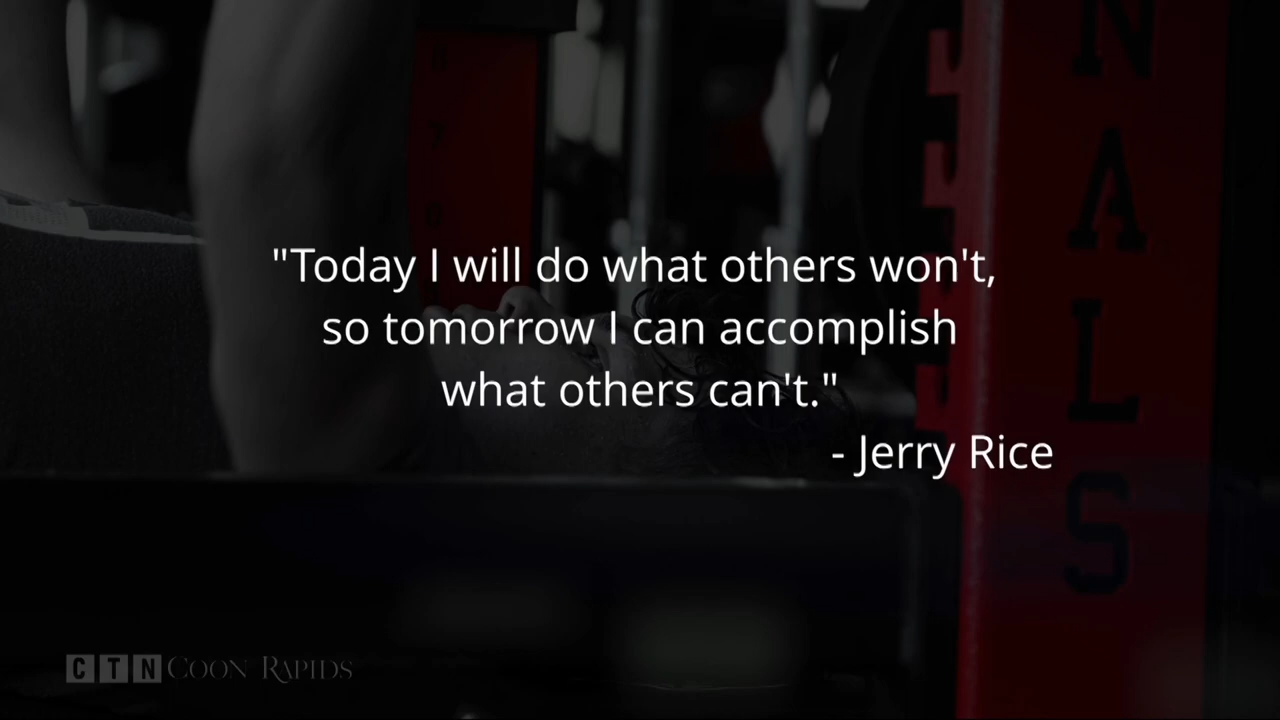 "Today I will do what others won't,
so tomorrow I can accomplish
what others can't."
- Jerry Rice
N
A
L
S
CTN COON RAPIDS